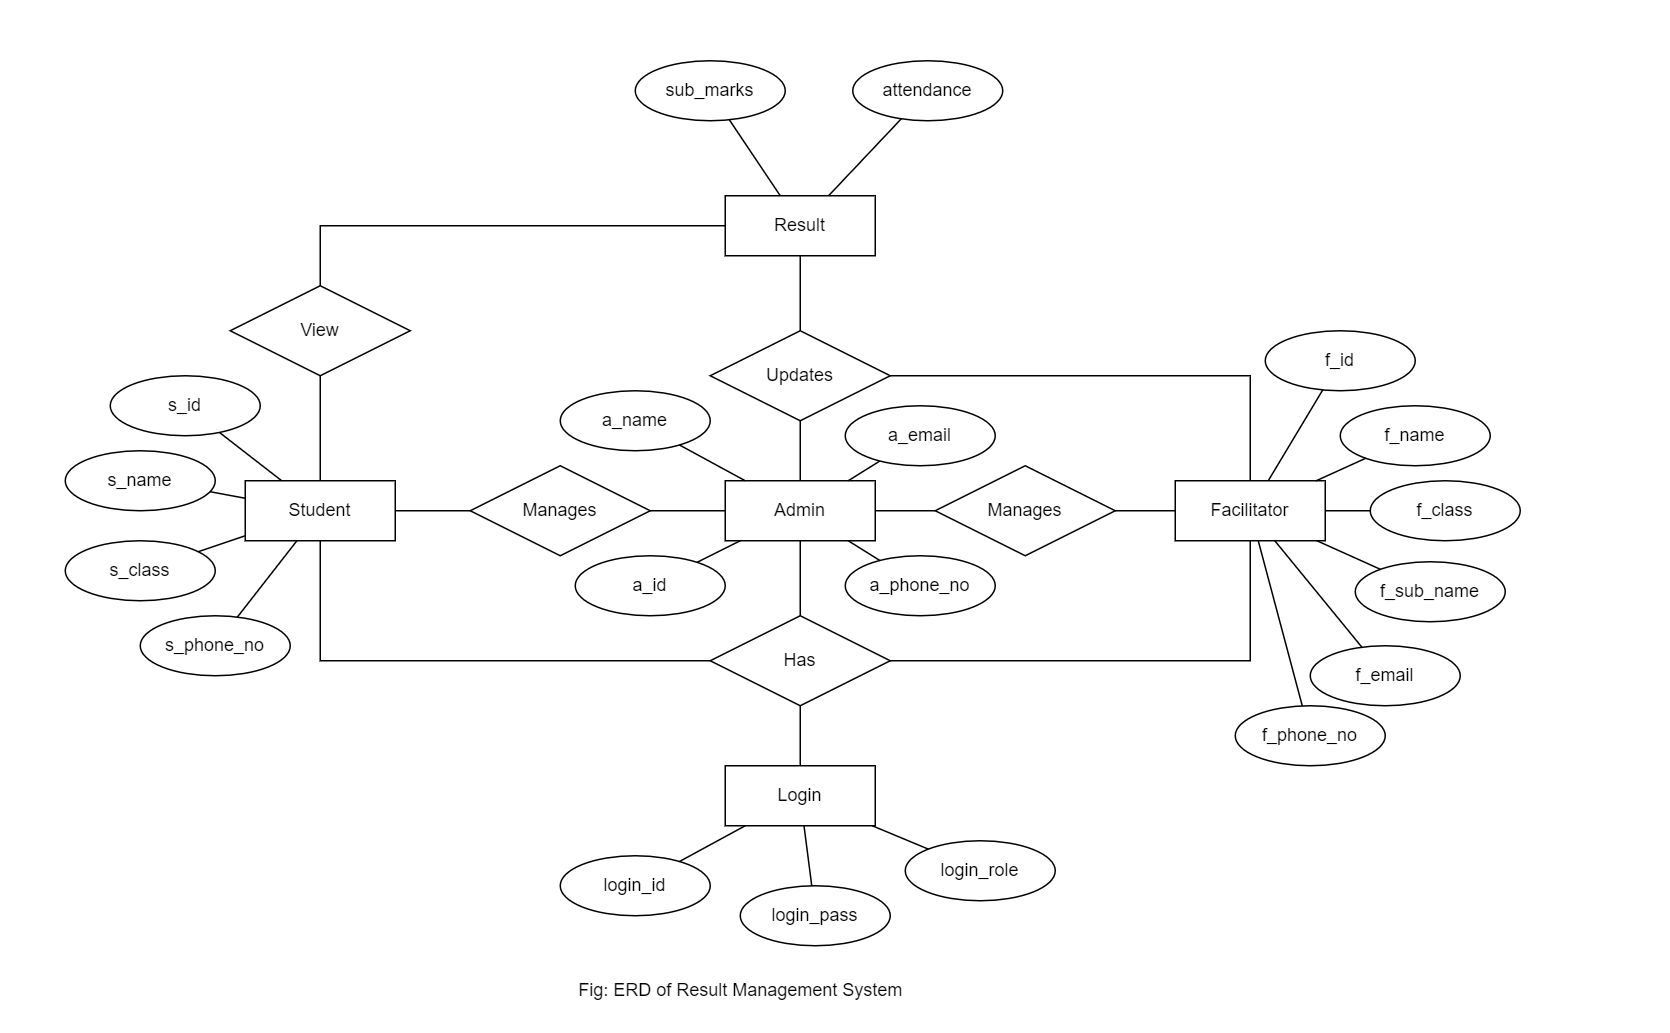 sub_marks
attendance
Result
View
Updates
f_id
s_id
a_name
a_email
f_name
s_name
Student
Manages
Admin
Manages
Facilitator
f_class
s_class
a_id
a_phone_no
f_sub_name
s_phone_no
Has
f_email
f_phone_no
Login
login_id
login_pass
login_role
Fig: ERD of Result Management System